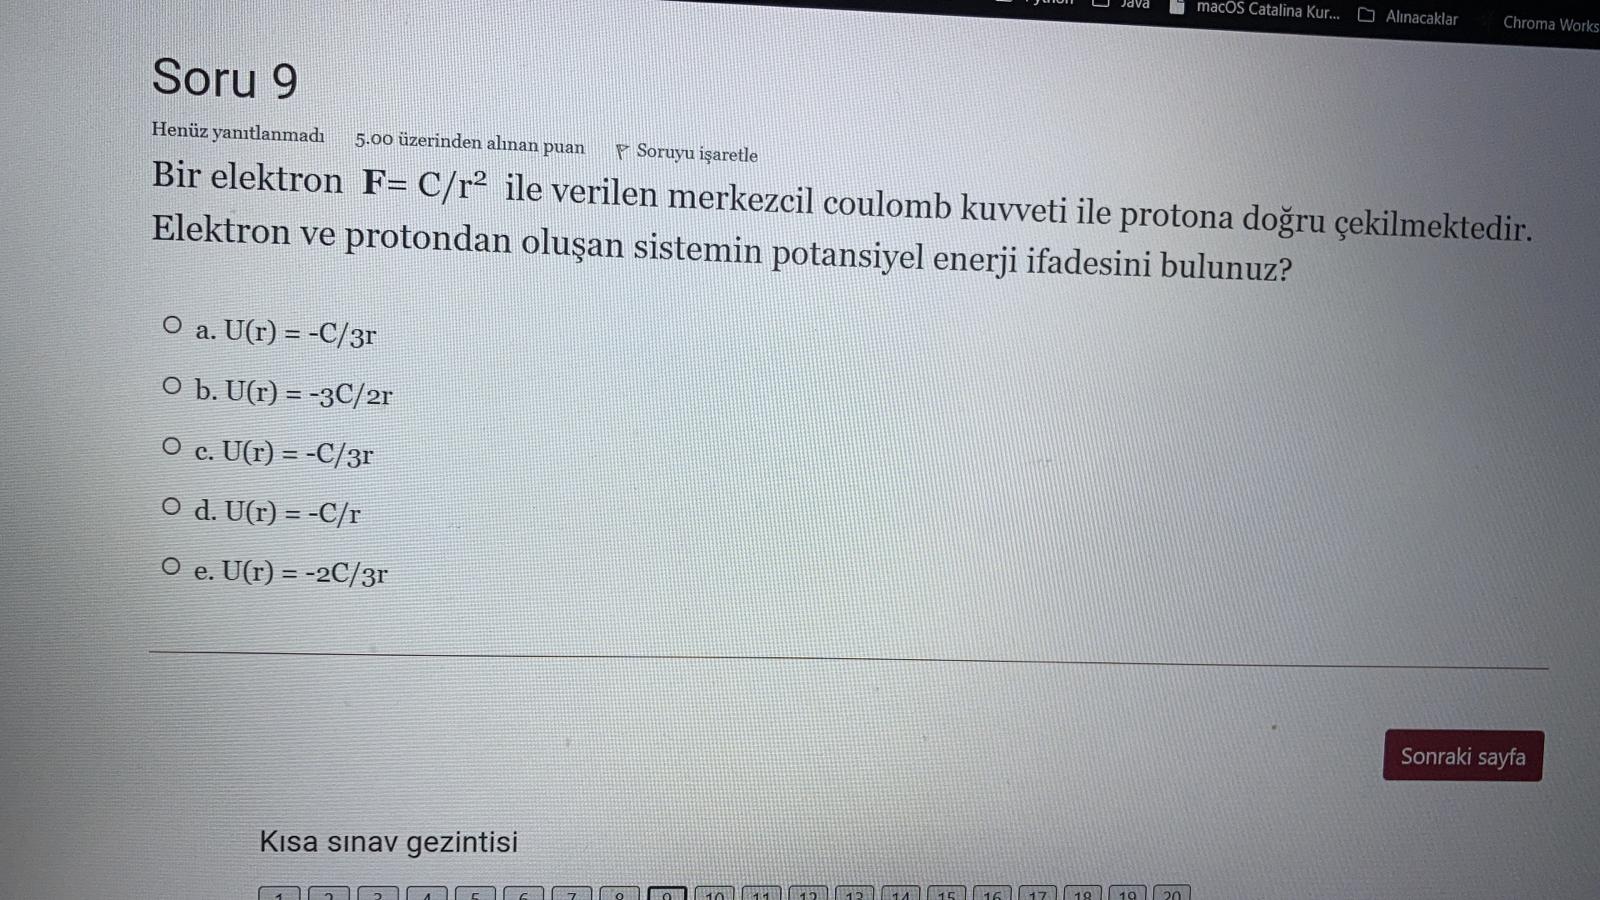 Java
macOS Catalina Kur...
Alınacaklar
Chroma Works
Soru 9
Henüz yanıtlanmadı
5.00 üzerinden alınan puan
Soruyu işaretle
Bir elektron F= C/r² ile verilen merkezcil coulomb kuvveti ile protona doğru çekilmektedir.
Elektron ve protondan oluşan sistemin potansiyel enerji ifadesini bulunuz?
a. U(r) = -C/3r
b. U(r) = -3C/2r
c. U(r) = -C/3r
d. U(r) = -C/r
e. U(r) = -2C/3r
Sonraki sayfa
Kısa sınav gezintisi
1 2 3 4 5 6 7 8 9 10 11 12 13 14 15 16 17 18 19 20